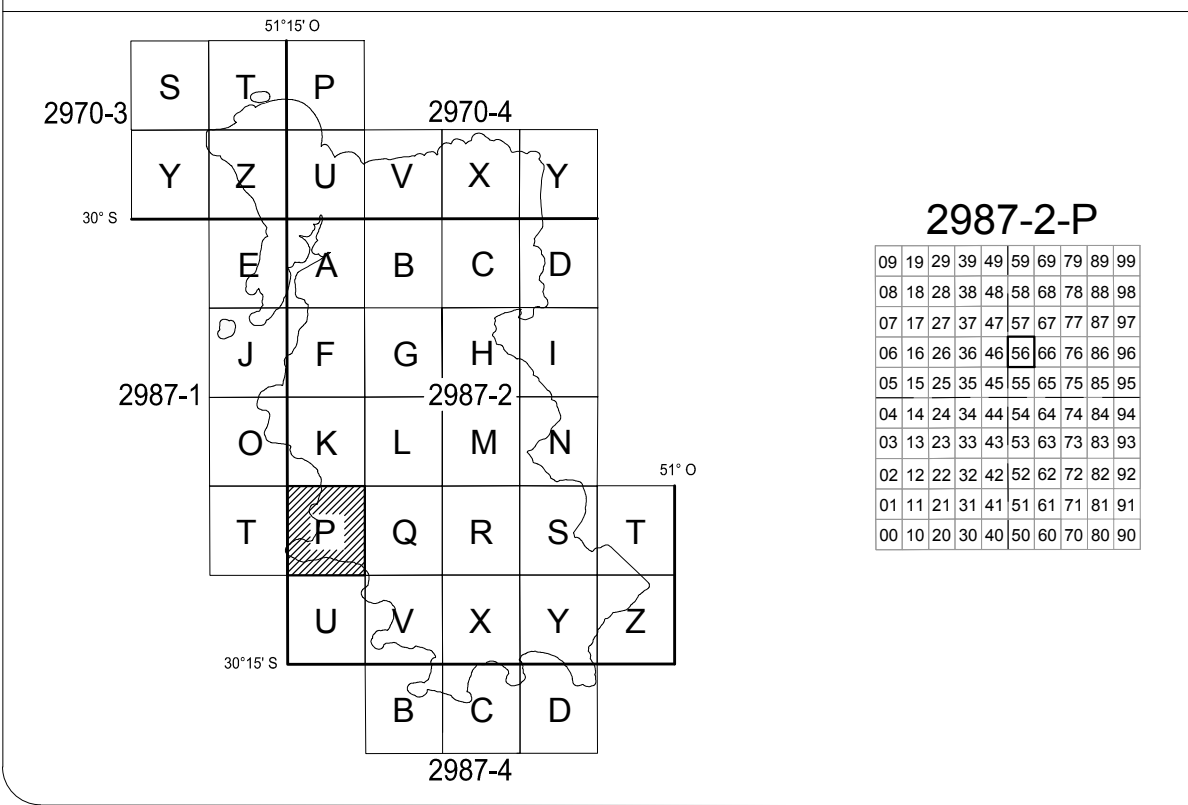 51°15' O
S T P
2970-3 2970-4
Y Z U V X Y
30° S
E A B C D
J F G H I
2987-1 2987-2
O K L M N
51° O
T P Q R S T
U V X Y Z
30°15' S
B C D
2987-4
2987-2-P
09 19 29 39 49 59 69 79 89 99
08 18 28 38 48 58 68 78 88 98
07 17 27 37 47 57 67 77 87 97
06 16 26 36 46 56 66 76 86 96
05 15 25 35 45 55 65 75 85 95
04 14 24 34 44 54 64 74 84 94
03 13 23 33 43 53 63 73 83 93
02 12 22 32 42 52 62 72 82 92
01 11 21 31 41 51 61 71 81 91
00 10 20 30 40 50 60 70 80 90